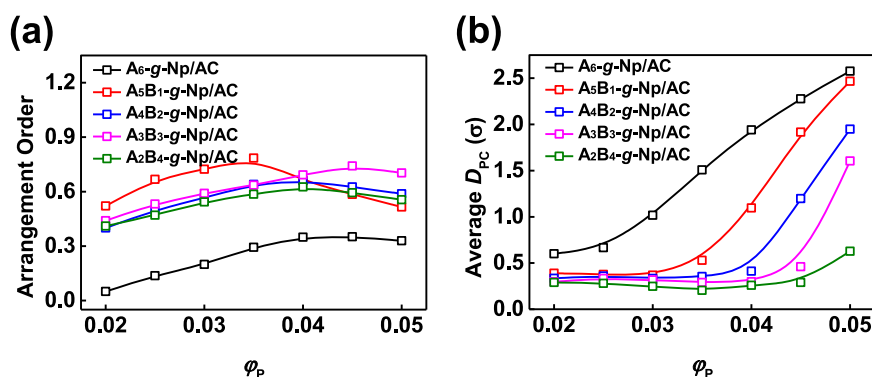 (a)
Arrangement Order
1.2
0.9
0.6
0.3
0.0
A₆-g-Np/AC
A₅B₁-g-Np/AC
A₄B₂-g-Np/AC
A₃B₃-g-Np/AC
A₂B₄-g-Np/AC
0.02 0.03 0.04 0.05
φ_P
(b)
Average D_PC (σ)
2.5
2.0
1.5
1.0
0.5
0.0
A₆-g-Np/AC
A₅B₁-g-Np/AC
A₄B₂-g-Np/AC
A₃B₃-g-Np/AC
A₂B₄-g-Np/AC
0.02 0.03 0.04 0.05
φ_P